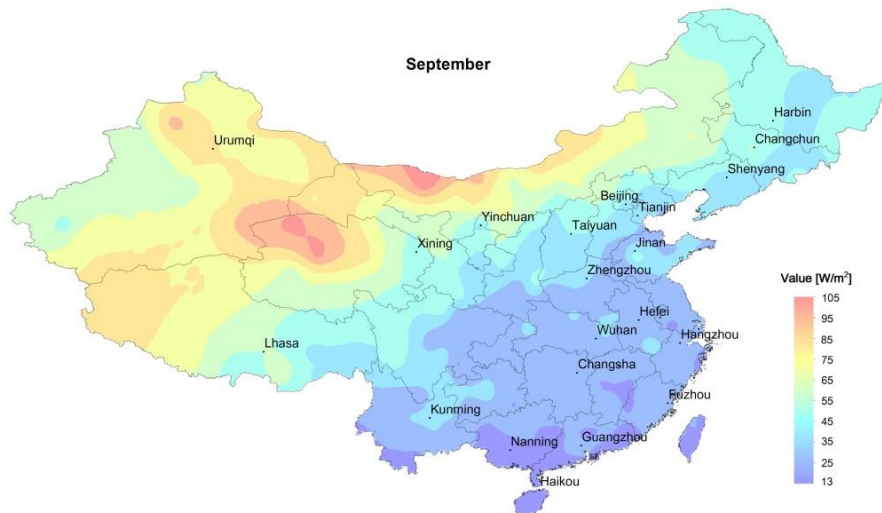 September
Harbin
Urumqi
Changchun
Shenyang
Beijing
Tianjin
Yinchuan
Taiyuan
Xining
Jinan
Zhengzhou
Value [W/m²]
105
95
85
75
65
55
45
35
25
13
Hefei
Wuhan
Hangzhou
Lhasa
Changsha
Fuzhou
Kunming
Guangzhou
Nanning
Haikou